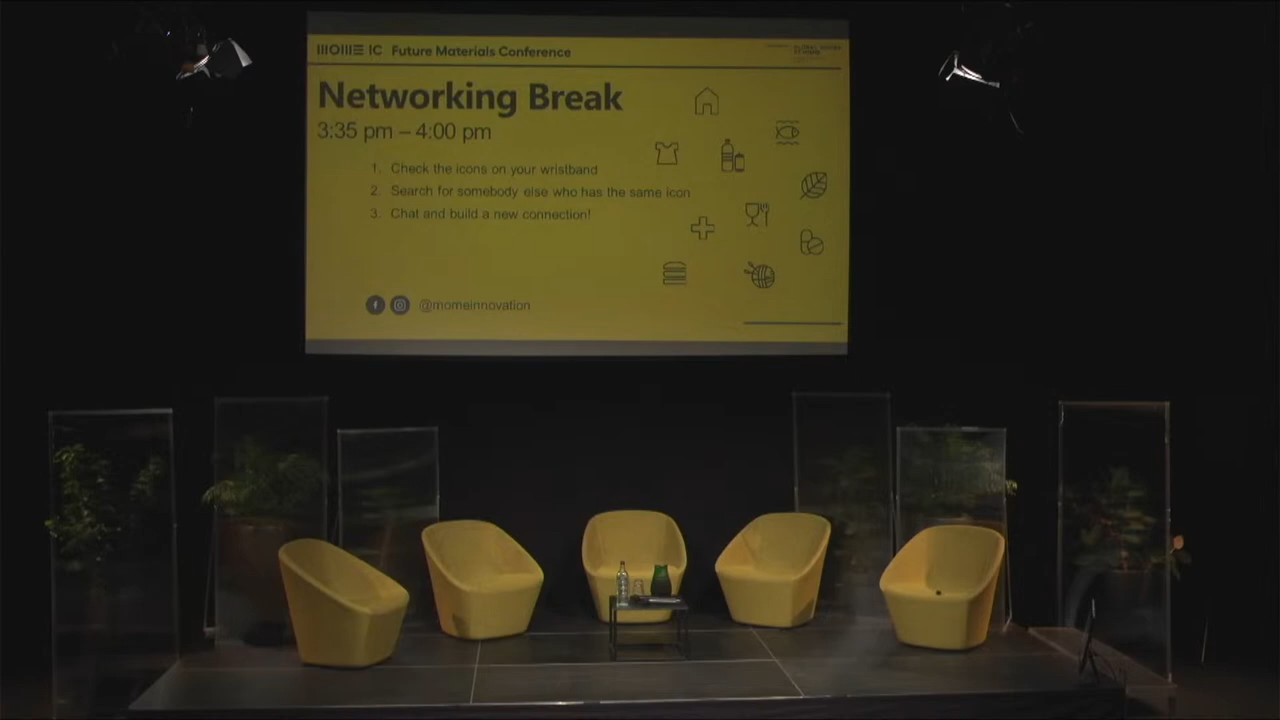 MOME IC Future Materials Conference
Networking Break
3:35 pm – 4:00 pm
1. Check the icons on your wristband
2. Search for somebody else who has the same icon
3. Chat and build a new connection!
@momeinnovation